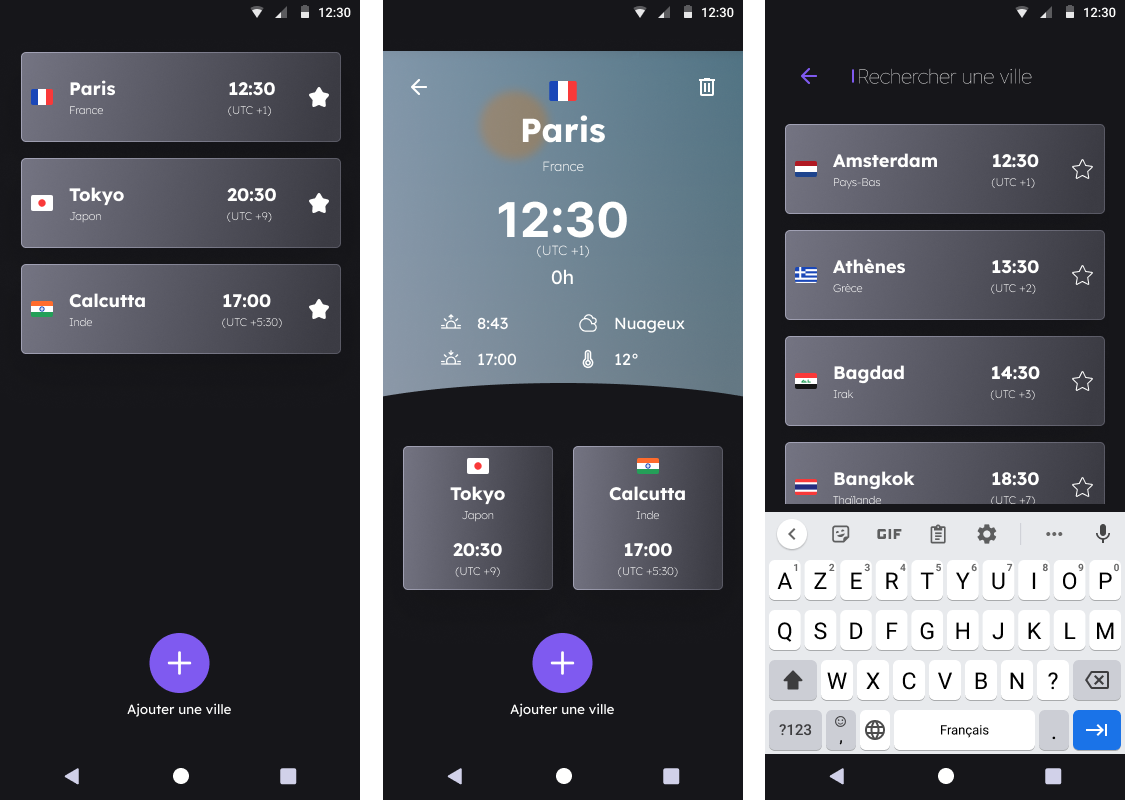 12:30
Paris
France
12:30
(UTC +1)
Tokyo
Japon
20:30
(UTC +9)
Calcutta
Inde
17:00
(UTC +5:30)
Ajouter une ville
12:30
Paris
France
12:30
(UTC +1)
0h
8:43
Nuageux
17:00
12°
Tokyo
Japon
20:30
(UTC +9)
Calcutta
Inde
17:00
(UTC +5:30)
Ajouter une ville
12:30
Rechercher une ville
Amsterdam
Pays-Bas
12:30
(UTC +1)
Athènes
Grèce
13:30
(UTC +2)
Bagdad
Irak
14:30
(UTC +3)
Bangkok
Thaïlande
18:30
(UTC +7)
GIF
A 1 Z 2 E 3 R 4 T 5 Y 6 U 7 I 8 O 9 P 0
Q S D F G H J K L M
W X C V B N ?
?123 , Français .